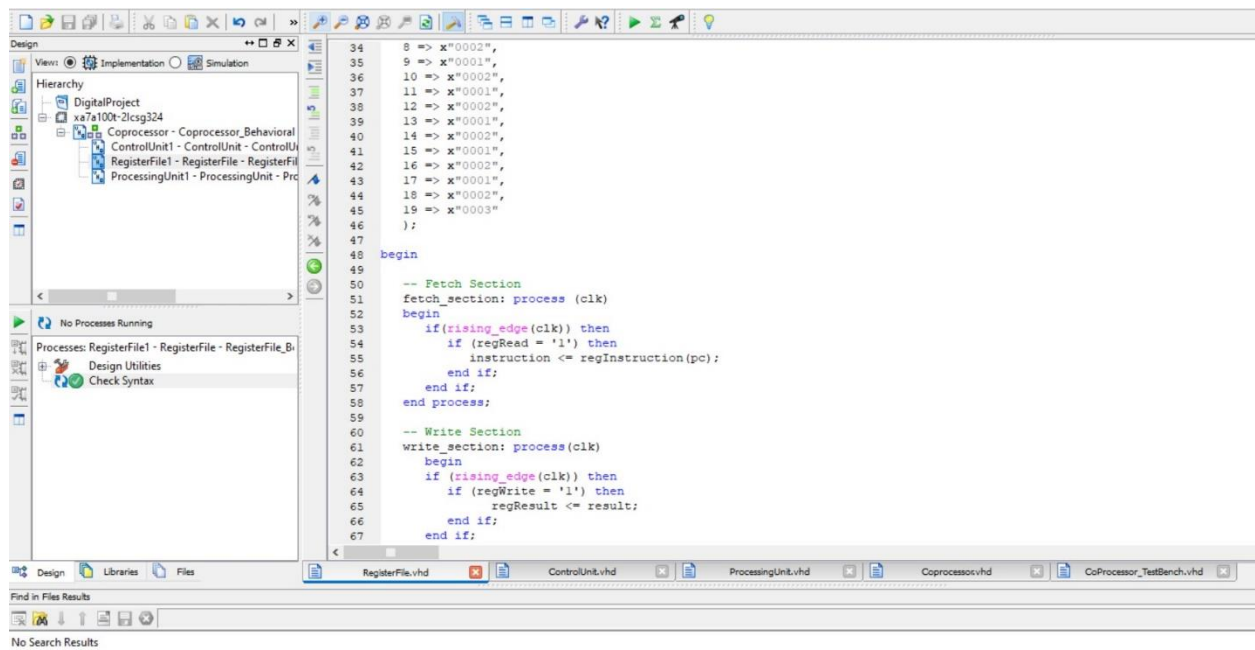 Design
View: Implementation Simulation
Hierarchy
DigitalProject
xa7a100t-2lcsg324
Coprocessor - Coprocessor_Behavioral
ControlUnit1 - ControlUnit - ControlU
RegisterFile1 - RegisterFile - RegisterFil
ProcessingUnit1 - ProcessingUnit - Prc
No Processes Running
Processes: RegisterFile1 - RegisterFile - RegisterFile_B
Design Utilities
Check Syntax
34 8 => x"0002",
35 9 => x"0001",
36 10 => x"0002",
37 11 => x"0001",
38 12 => x"0002",
39 13 => x"0001",
40 14 => x"0002",
41 15 => x"0001",
42 16 => x"0002",
43 17 => x"0001",
44 18 => x"0002",
45 19 => x"0003"
46 );
47
48 begin
49
50 -- Fetch Section
51 fetch_section: process (clk)
52 begin
53 if(rising_edge(clk)) then
54 if (regRead = '1') then
55 instruction <= regInstruction(pc);
56 end if;
57 end if;
58 end process;
59
60 -- Write Section
61 write_section: process(clk)
62 begin
63 if (rising_edge(clk)) then
64 if (regWrite = '1') then
65 regResult <= result;
66 end if;
67 end if;
Design Libraries Files
RegisterFile.vhd ControlUnit.vhd ProcessingUnit.vhd Coprocessor.vhd CoProcessor_TestBench.vhd
Find in Files Results
No Search Results